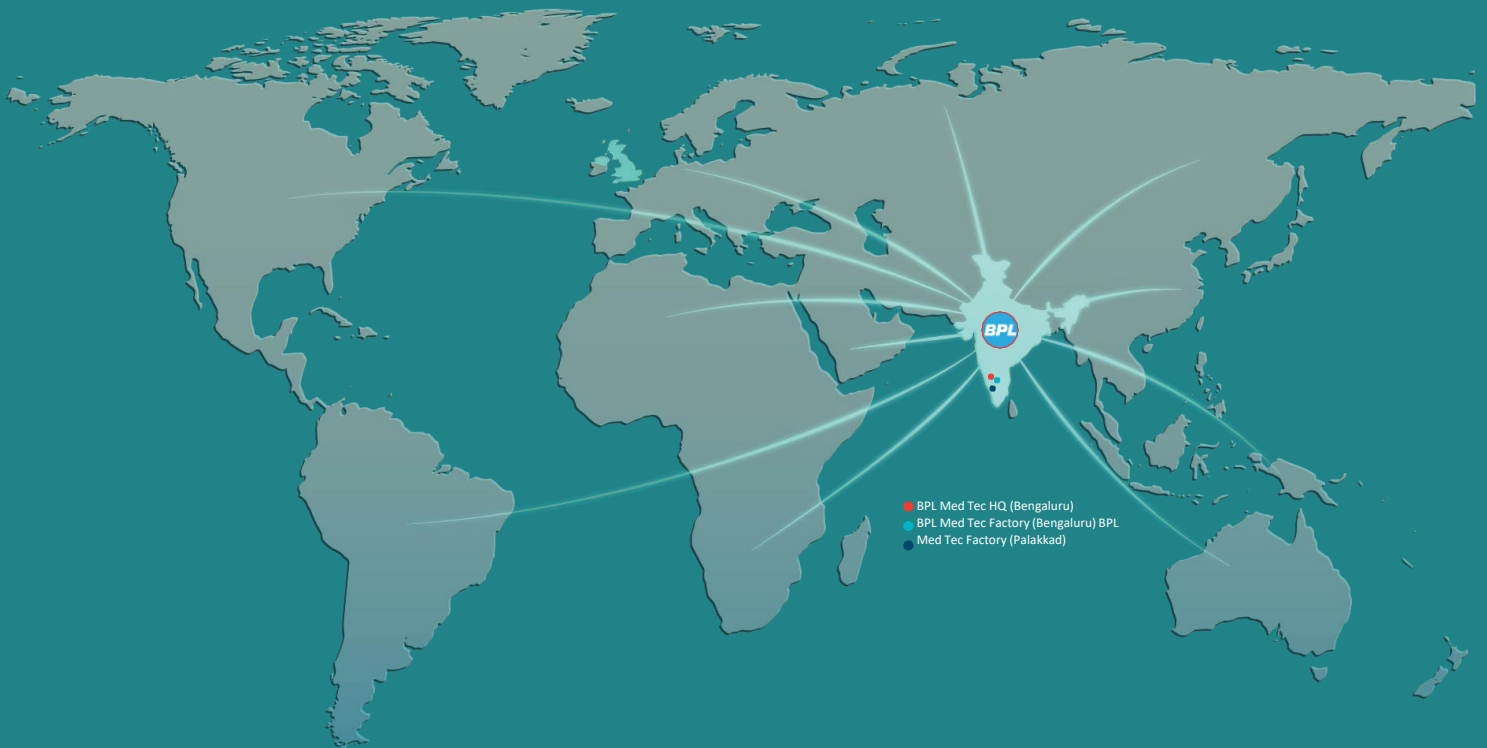 BPL
BPL Med Tec HQ (Bengaluru)
BPL Med Tec Factory (Bengaluru) BPL
Med Tec Factory (Palakkad)